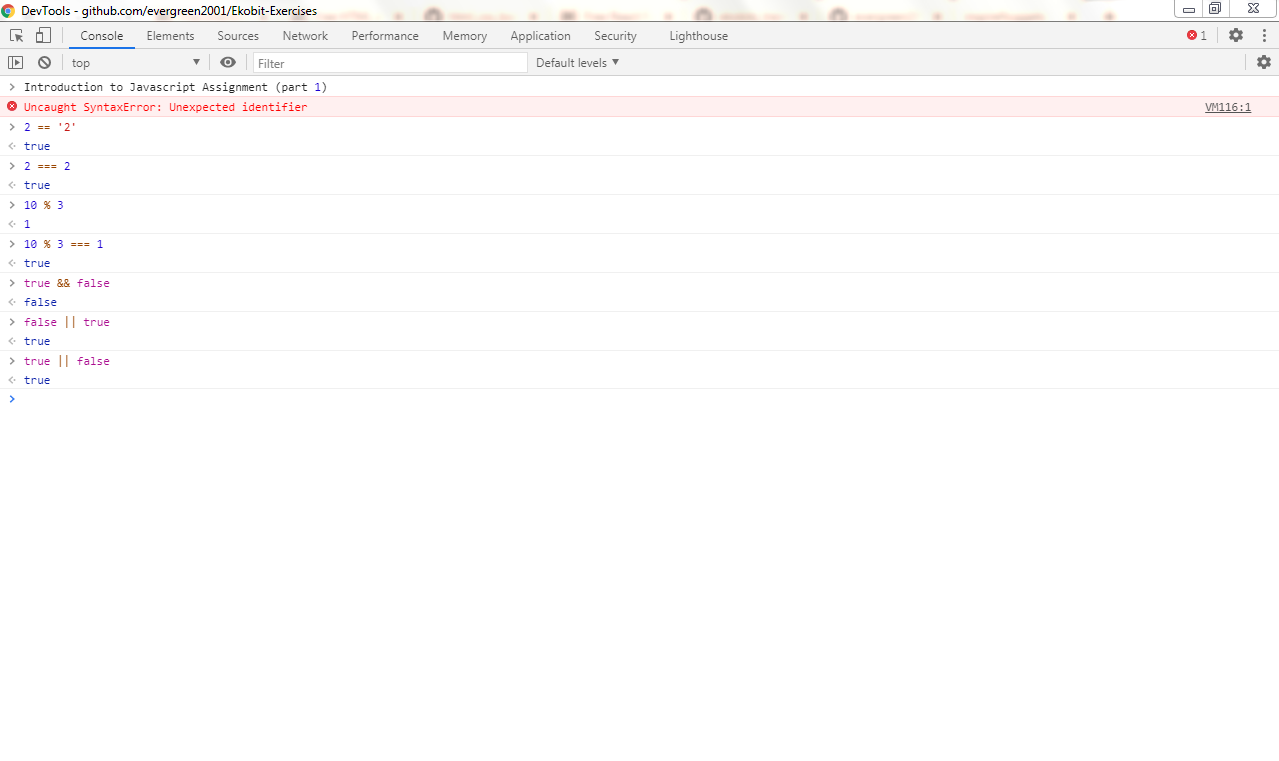 DevTools - github.com/evergreen2001/Ekobit-Exercises
Console Elements Sources Network Performance Memory Application Security Lighthouse 1
top Filter Default levels
Introduction to Javascript Assignment (part 1)
Uncaught SyntaxError: Unexpected identifier VM116:1
2 == '2'
true
2 === 2
true
10 % 3
1
10 % 3 === 1
true
true && false
false
false || true
true
true || false
true